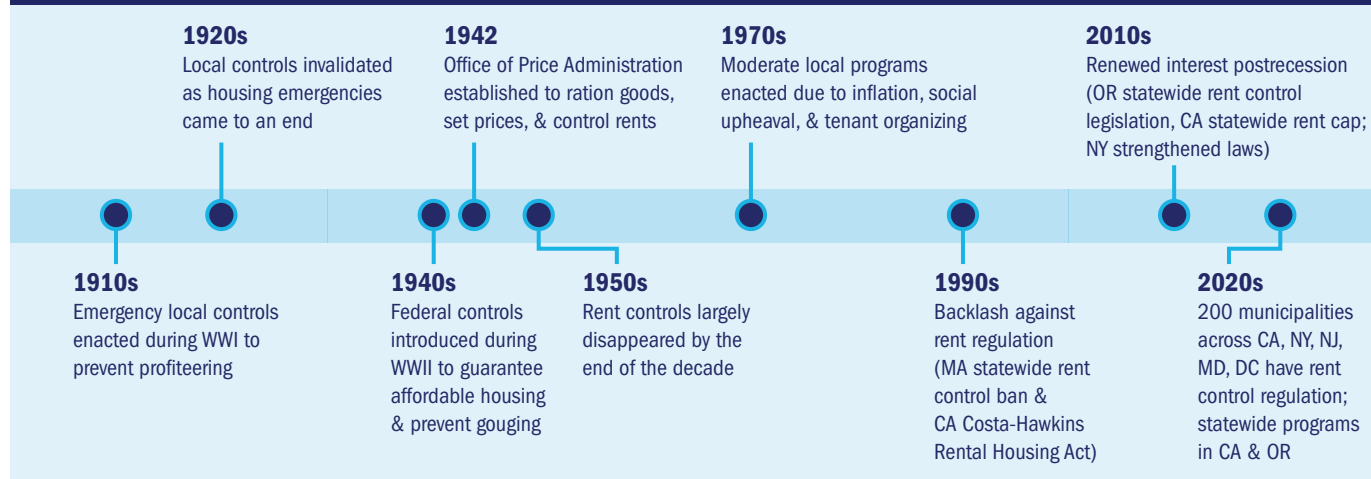 1920s
Local controls invalidated
as housing emergencies
came to an end
1942
Office of Price Administration
established to ration goods,
set prices, & control rents
1970s
Moderate local programs
enacted due to inflation, social
upheaval, & tenant organizing
2010s
Renewed interest postrecession
(OR statewide rent control
legislation, CA statewide rent cap;
NY strengthened laws)
1910s
Emergency local controls
enacted during WWI to
prevent profiteering
1940s
Federal controls
introduced during
WWII to guarantee
affordable housing
& prevent gouging
1950s
Rent controls largely
disappeared by the
end of the decade
1990s
Backlash against
rent regulation
(MA statewide rent
control ban &
CA Costa-Hawkins
Rental Housing Act)
2020s
200 municipalities
across CA, NY, NJ,
MD, DC have rent
control regulation;
statewide programs
in CA & OR